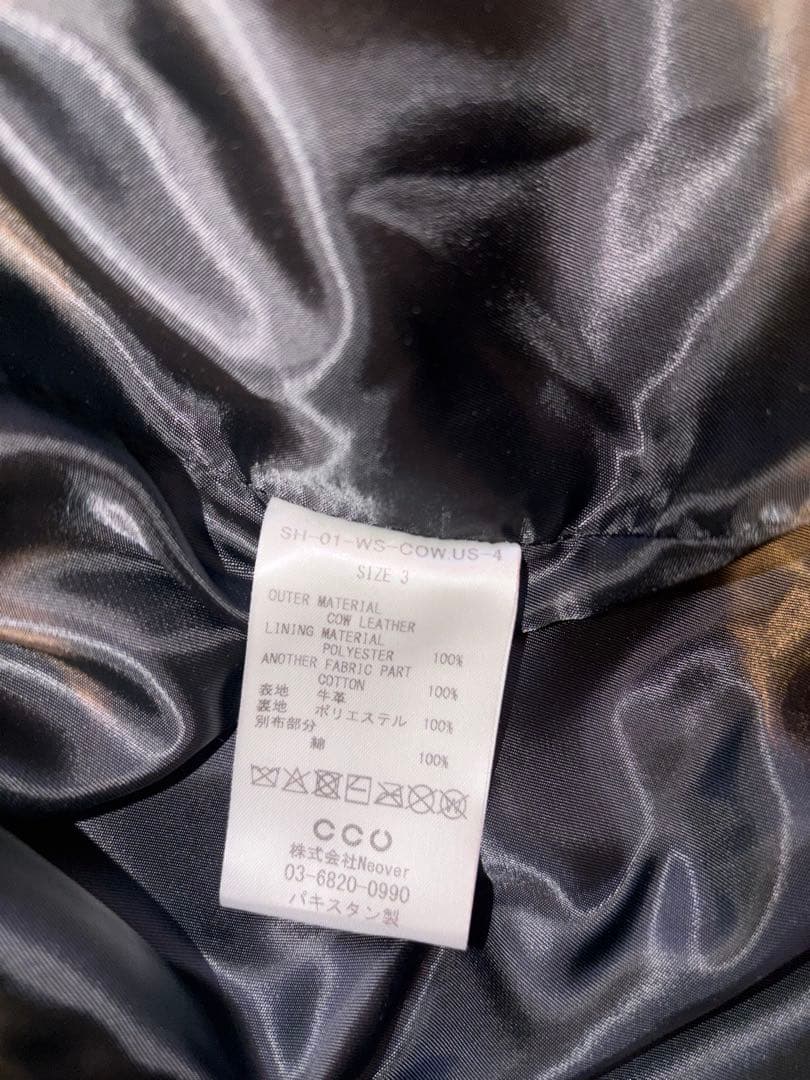 SH-01-WS-COW.US-4
SIZE 3
OUTER MATERIAL
COW LEATHER
LINING MATERIAL
POLYESTER 100%
ANOTHER FABRIC PART
COTTON 100%
表地 牛革
裏地 ポリエステル 100%
別布部分
綿 100%
CCU
株式会社Neover
03-6820-0990
パキスタン製